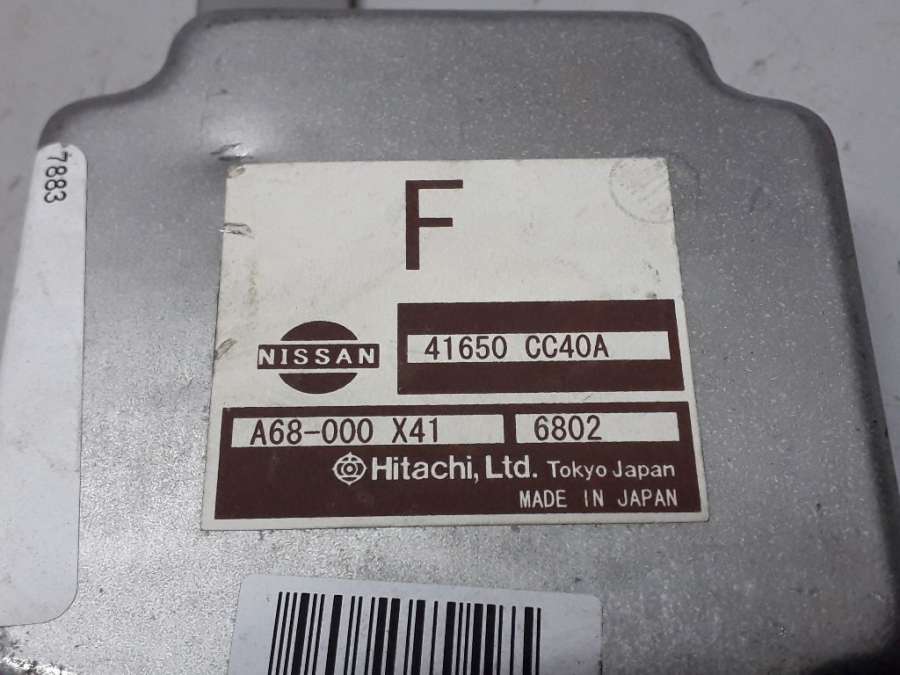 7883
F
NISSAN
41650 CC40A
A68-000 X41
6802
Hitachi, Ltd. Tokyo Japan
MADE IN JAPAN